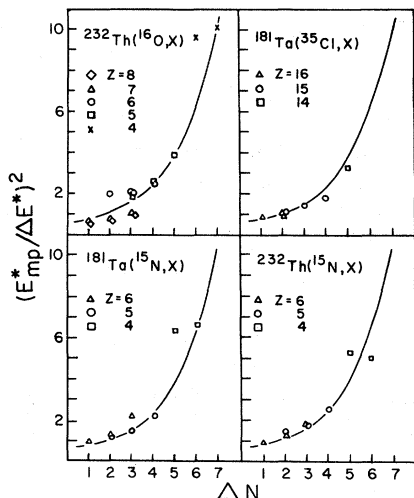 ²³²Th(¹⁶O,X)
◇ Z=8
△ 7
○ 6
□ 5
x 4
10
8
6
4
2
¹⁸¹Ta(³⁵Cl,X)
△ Z=16
○ 15
□ 14
(E*mp/ΔE*)²
¹⁸¹Ta(¹⁵N,X)
△ Z=6
○ 5
□ 4
10
6
2
1 2 3 4 5 6 7
²³²Th(¹⁵N,X)
△ Z=6
○ 5
□ 4
1 2 3 4 5 6 7
ΔN